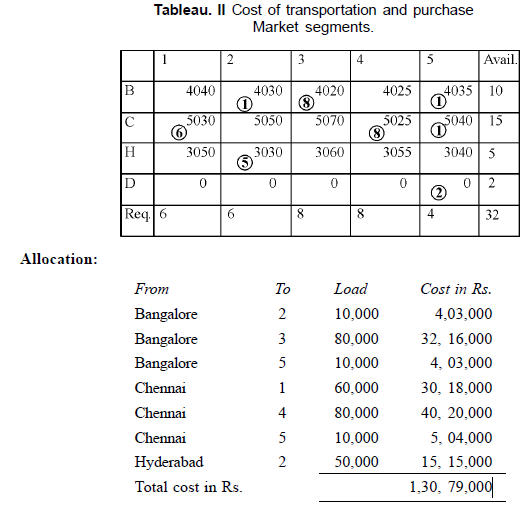 Tableau. II Cost of transportation and purchase
Market segments.
1 2 3 4 5 Avail.
B 4040 4030 4020 4025 4035 10
1 8 1
C 5030 5050 5070 5025 5040 15
6 8 1
H 3050 3030 3060 3055 3040 5
5
D 0 0 0 0 0 2
2
Req. 6 6 8 8 4 32
Allocation:
From To Load Cost in Rs.
Bangalore 2 10,000 4,03,000
Bangalore 3 80,000 32, 16,000
Bangalore 5 10,000 4, 03,000
Chennai 1 60,000 30, 18,000
Chennai 4 80,000 40, 20,000
Chennai 5 10,000 5, 04,000
Hyderabad 2 50,000 15, 15,000
Total cost in Rs. 1,30, 79,000